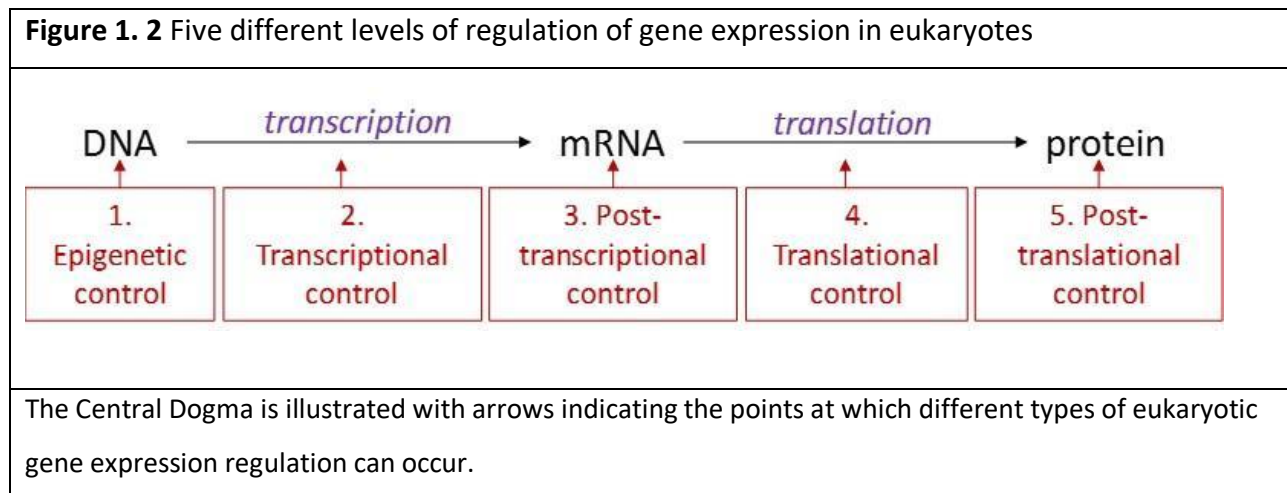 Figure 1. 2 Five different levels of regulation of gene expression in eukaryotes
DNA
transcription
mRNA
translation
protein
1.
Epigenetic
control
2.
Transcriptional
control
3. Post-
transcriptional
control
4.
Translational
control
5. Post-
translational
control
The Central Dogma is illustrated with arrows indicating the points at which different types of eukaryotic
gene expression regulation can occur.